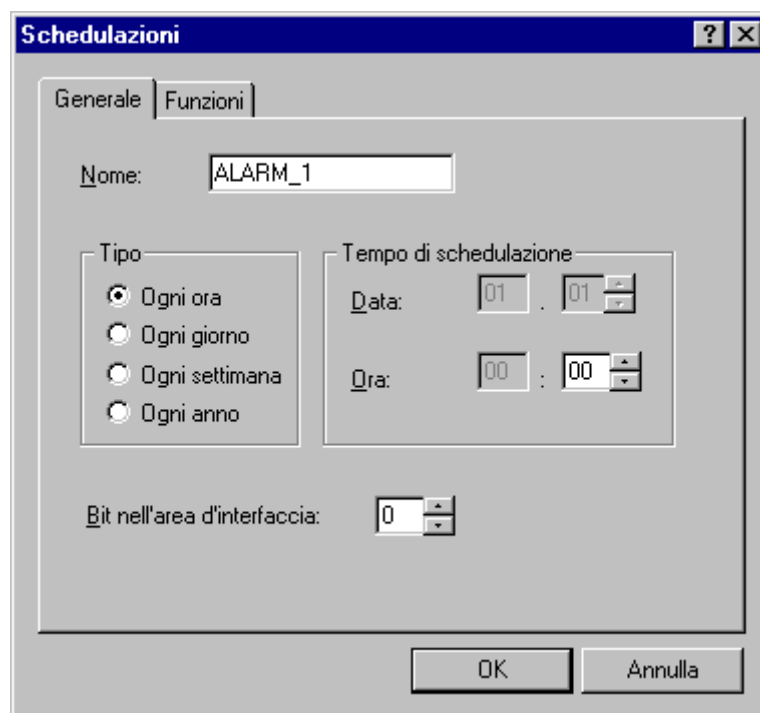 Schedulazioni
Generale Funzioni
Nome: ALARM_1
Tipo
Ogni ora
Ogni giorno
Ogni settimana
Ogni anno
Tempo di schedulazione
Data: 01 . 01
Ora: 00 : 00
Bit nell'area d'interfaccia: 0
OK Annulla